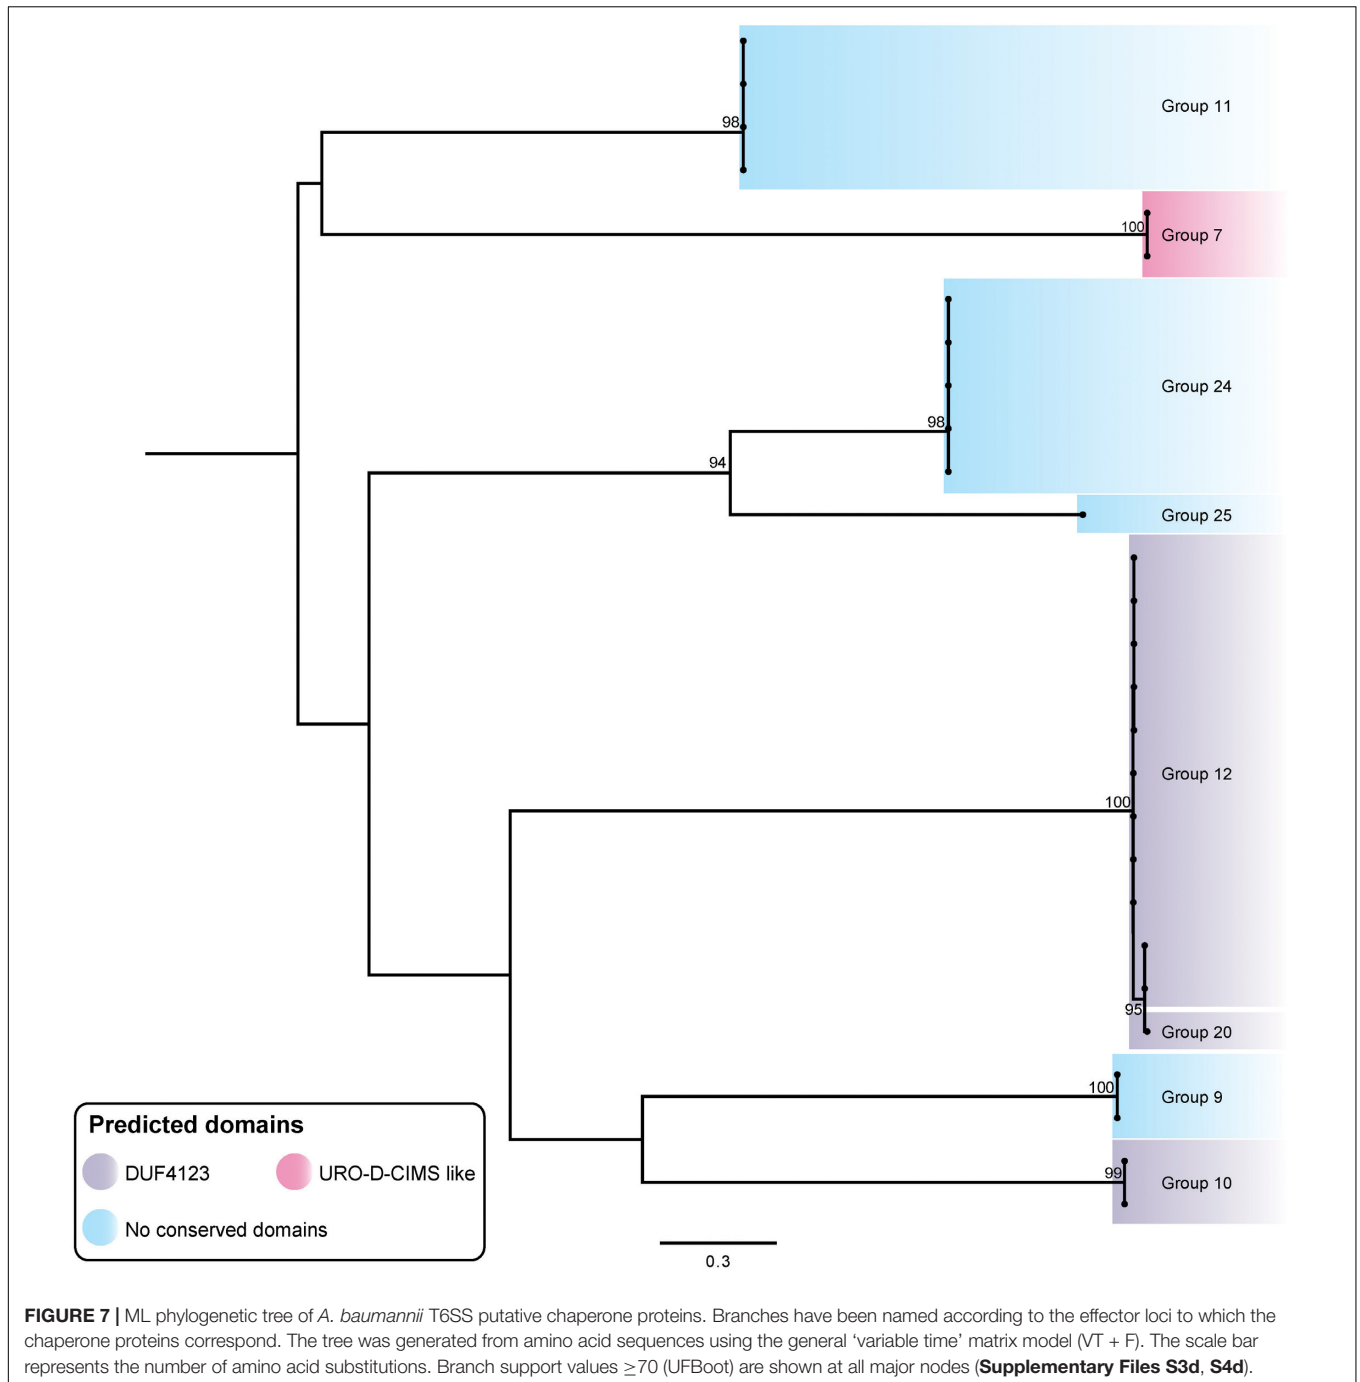 98
Group 11
100
Group 7
98
Group 24
94
Group 25
100
Group 12
95
Group 20
100
Group 9
99
Group 10
Predicted domains
DUF4123
URO-D-CIMS like
No conserved domains
0.3
FIGURE 7 | ML phylogenetic tree of A. baumannii T6SS putative chaperone proteins. Branches have been named according to the effector loci to which the
chaperone proteins correspond. The tree was generated from amino acid sequences using the general ‘variable time’ matrix model (VT + F). The scale bar
represents the number of amino acid substitutions. Branch support values ≥70 (UFBoot) are shown at all major nodes (Supplementary Files S3d, S4d).